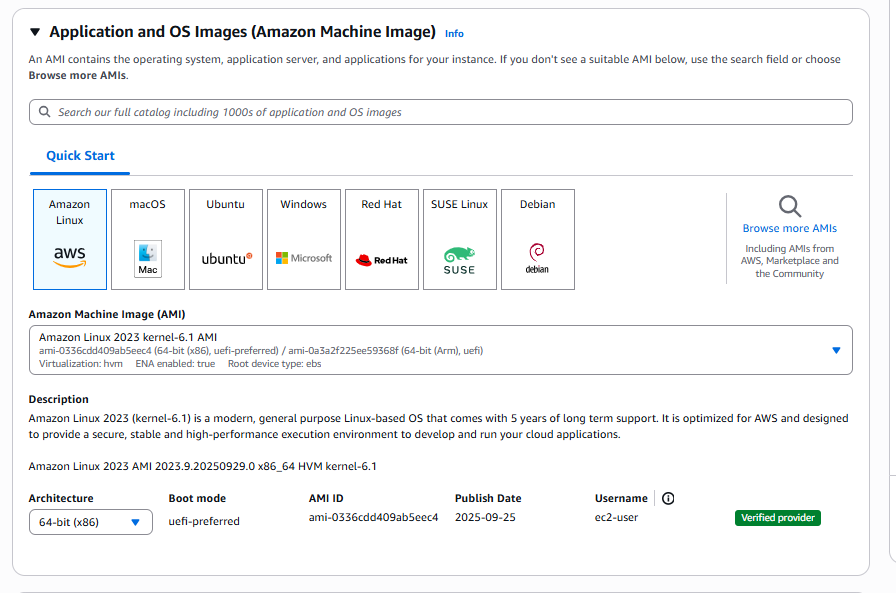 Application and OS Images (Amazon Machine Image) Info
An AMI contains the operating system, application server, and applications for your instance. If you don't see a suitable AMI below, use the search field or choose
Browse more AMIs.
Search our full catalog including 1000s of application and OS images
Quick Start
Amazon
Linux
aws
macOS
Mac
Ubuntu
ubuntu
Windows
Microsoft
Red Hat
Red Hat
SUSE Linux
SUSE
Debian
debian
Browse more AMIs
Including AMIs from
AWS, Marketplace and
the Community
Amazon Machine Image (AMI)
Amazon Linux 2023 kernel-6.1 AMI
ami-0336cdd409ab5eec4 (64-bit (x86), uefi-preferred) / ami-0a3a2f225ee59368f (64-bit (Arm), uefi)
Virtualization: hvm ENA enabled: true Root device type: ebs
Description
Amazon Linux 2023 (kernel-6.1) is a modern, general purpose Linux-based OS that comes with 5 years of long term support. It is optimized for AWS and designed
to provide a secure, stable and high-performance execution environment to develop and run your cloud applications.
Amazon Linux 2023 AMI 2023.9.20250929.0 x86_64 HVM kernel-6.1
Architecture Boot mode AMI ID Publish Date Username
64-bit (x86) uefi-preferred ami-0336cdd409ab5eec4 2025-09-25 ec2-user Verified provider